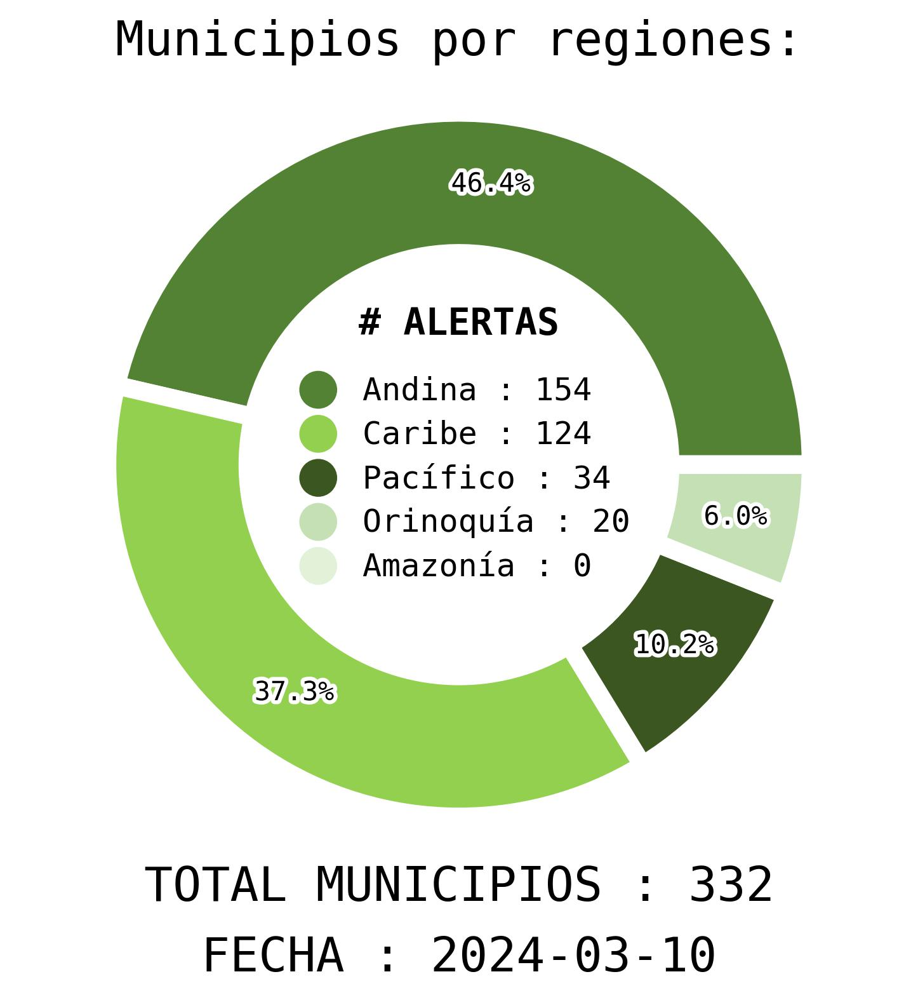 Municipios por regiones:
46.4%
# ALERTAS
Andina : 154
Caribe : 124
Pacífico : 34
Orinoquía : 20
Amazonía : 0
6.0%
10.2%
37.3%
TOTAL MUNICIPIOS : 332
FECHA : 2024-03-10